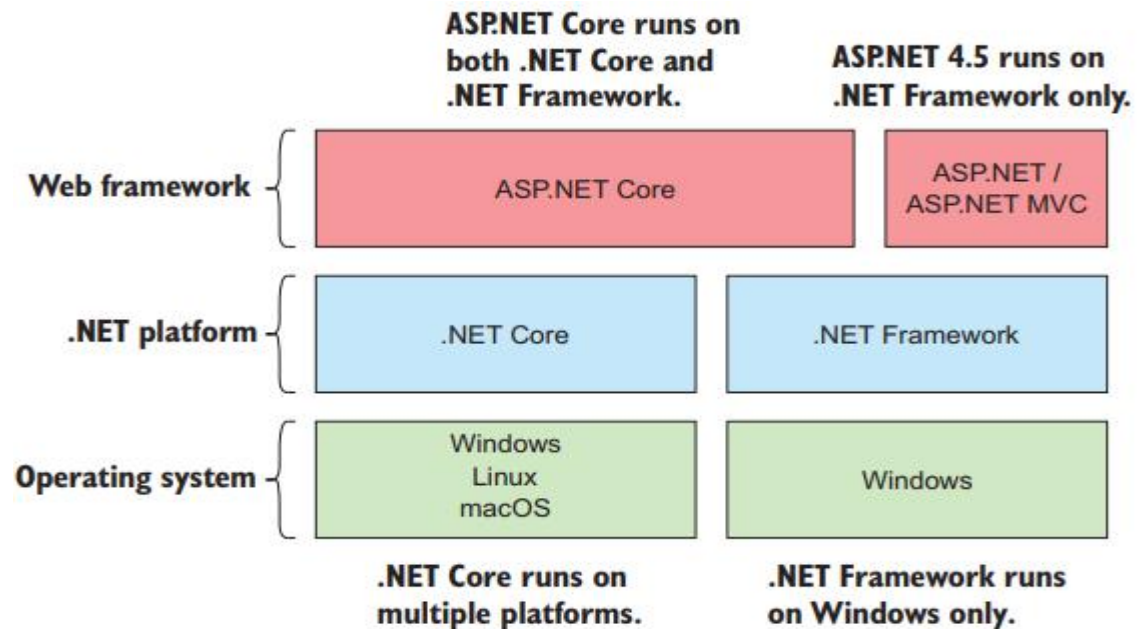 ASP.NET Core runs on
both .NET Core and
.NET Framework.
ASP.NET 4.5 runs on
.NET Framework only.
Web framework
ASP.NET Core
ASP.NET /
ASP.NET MVC
.NET platform
.NET Core
.NET Framework
Operating system
Windows
Linux
macOS
Windows
.NET Core runs on
multiple platforms.
.NET Framework runs
on Windows only.